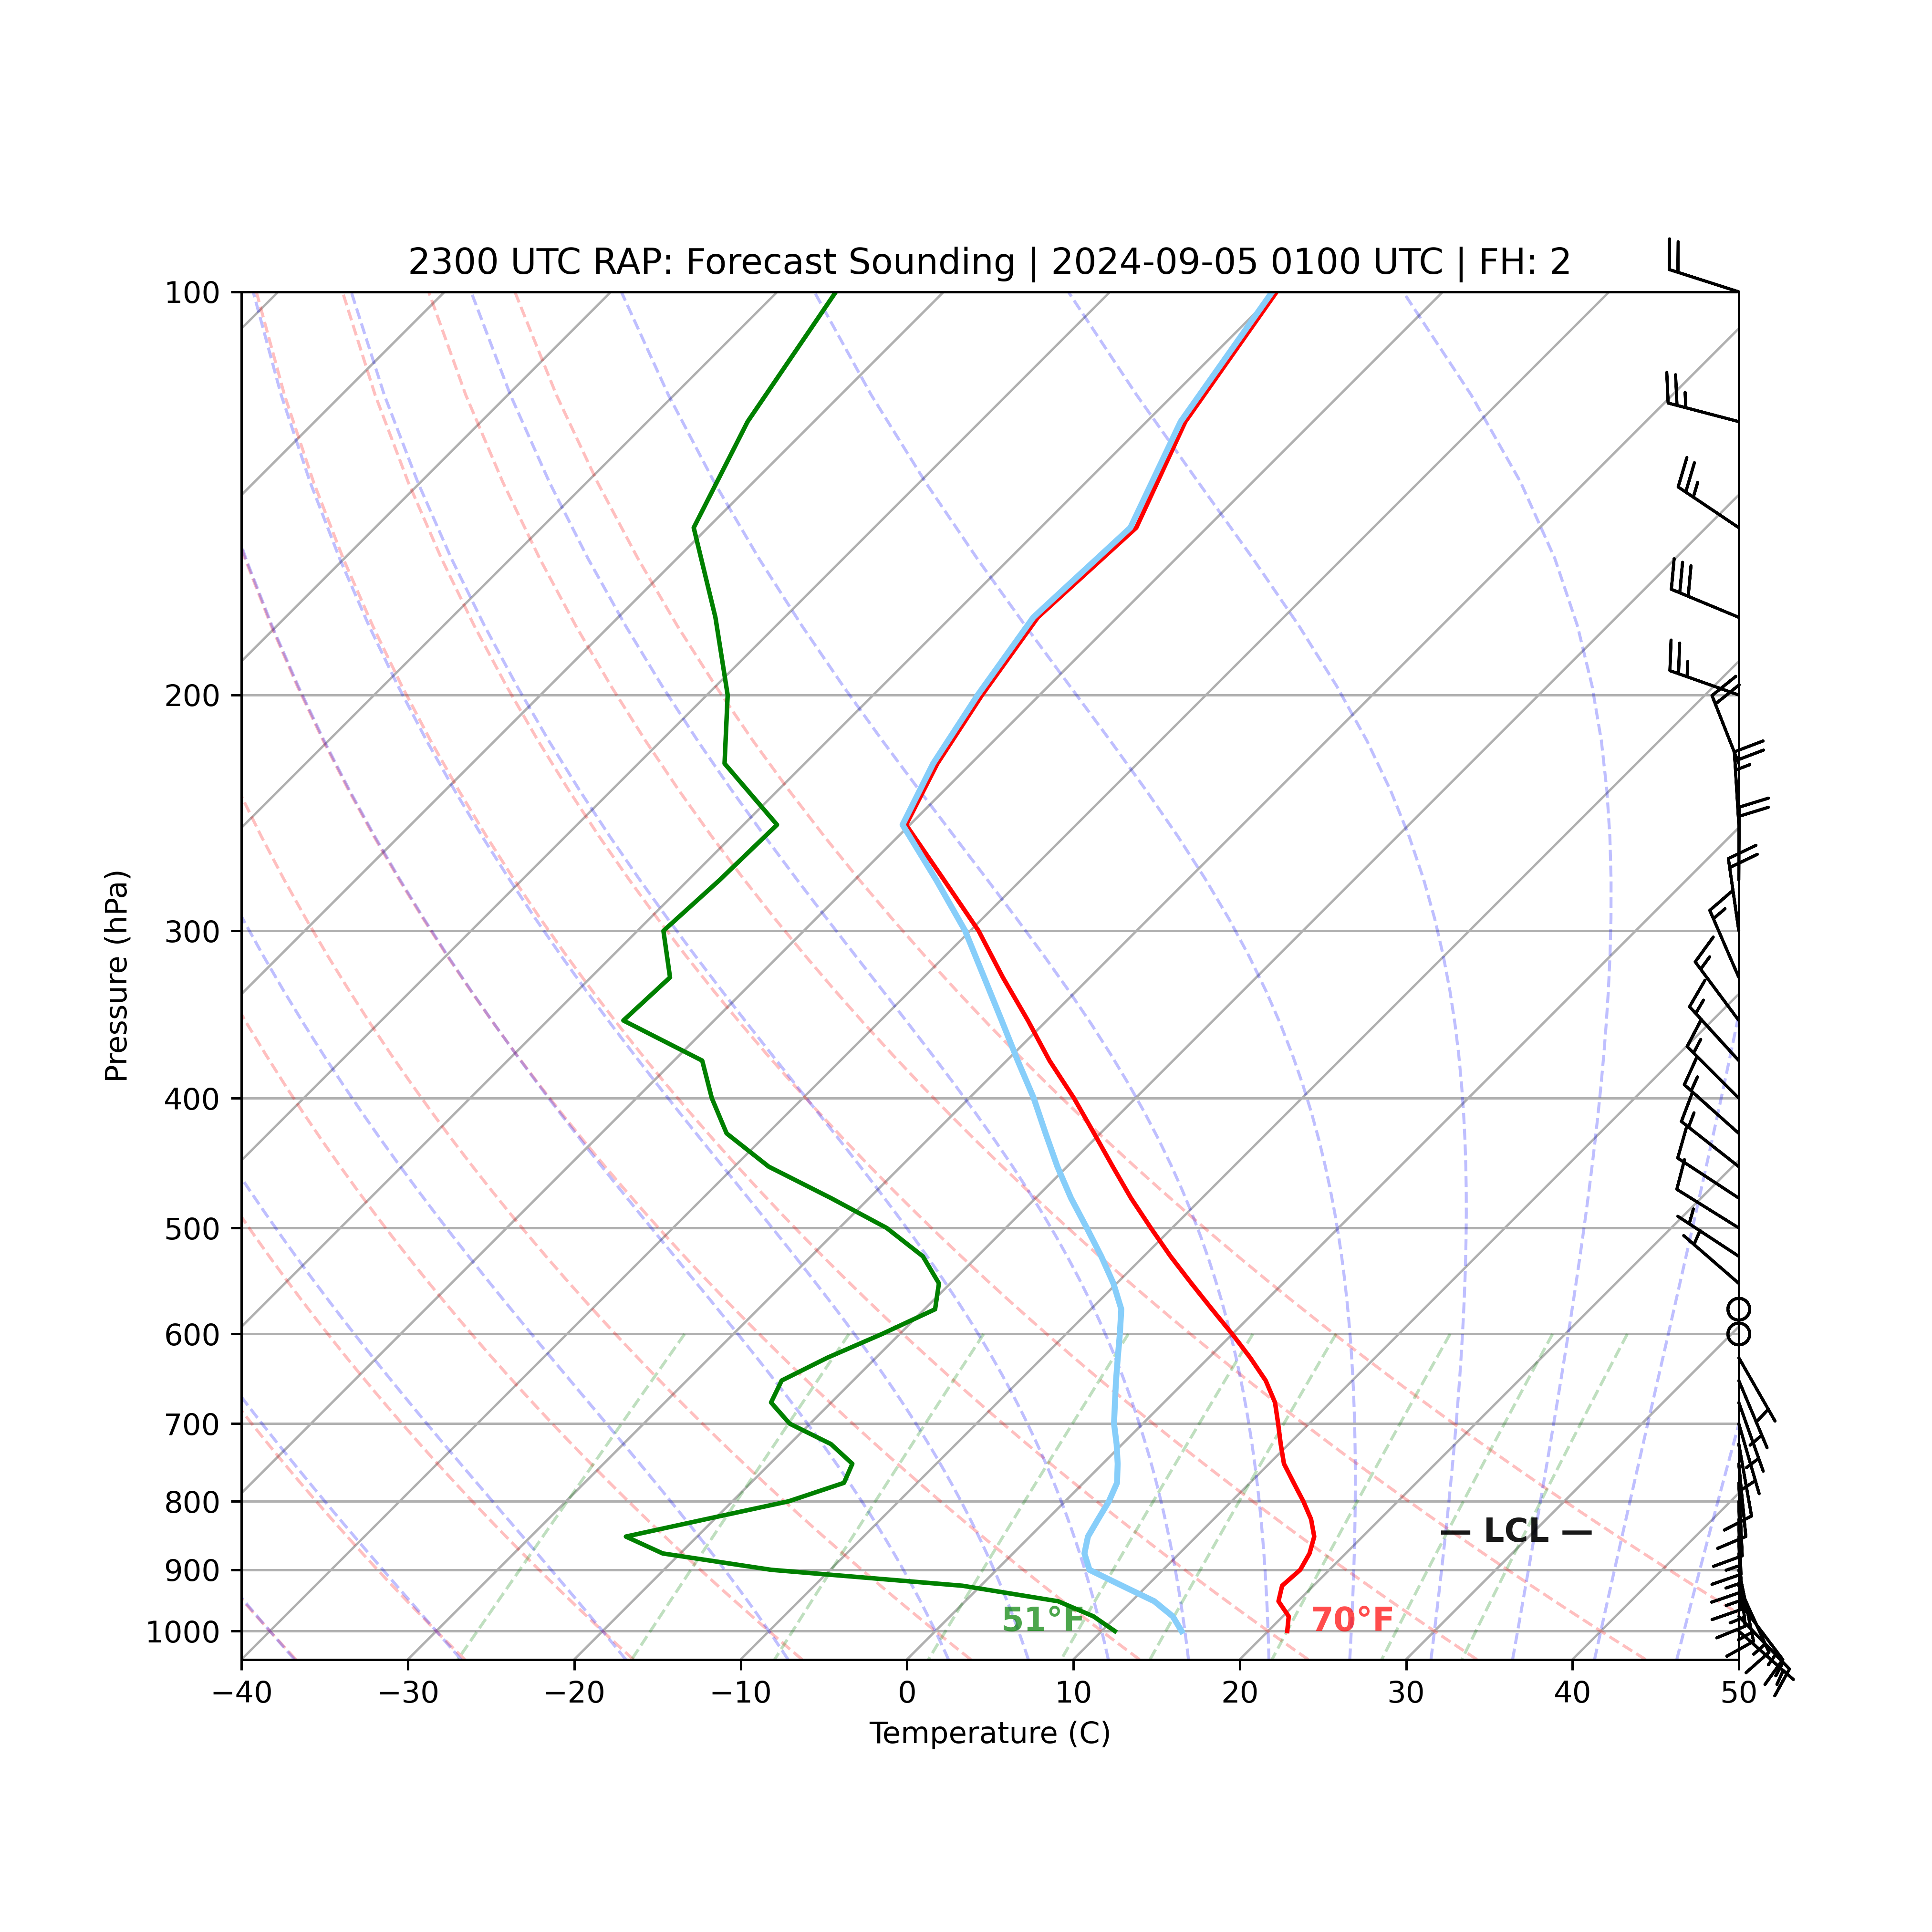 2300 UTC RAP: Forecast Sounding | 2024-09-05 0100 UTC | FH: 2
100
200
300
400
500
600
700
800
900
1000
Pressure (hPa)
— LCL —
51°F
70°F
−40 −30 −20 −10 0 10 20 30 40 50
Temperature (C)